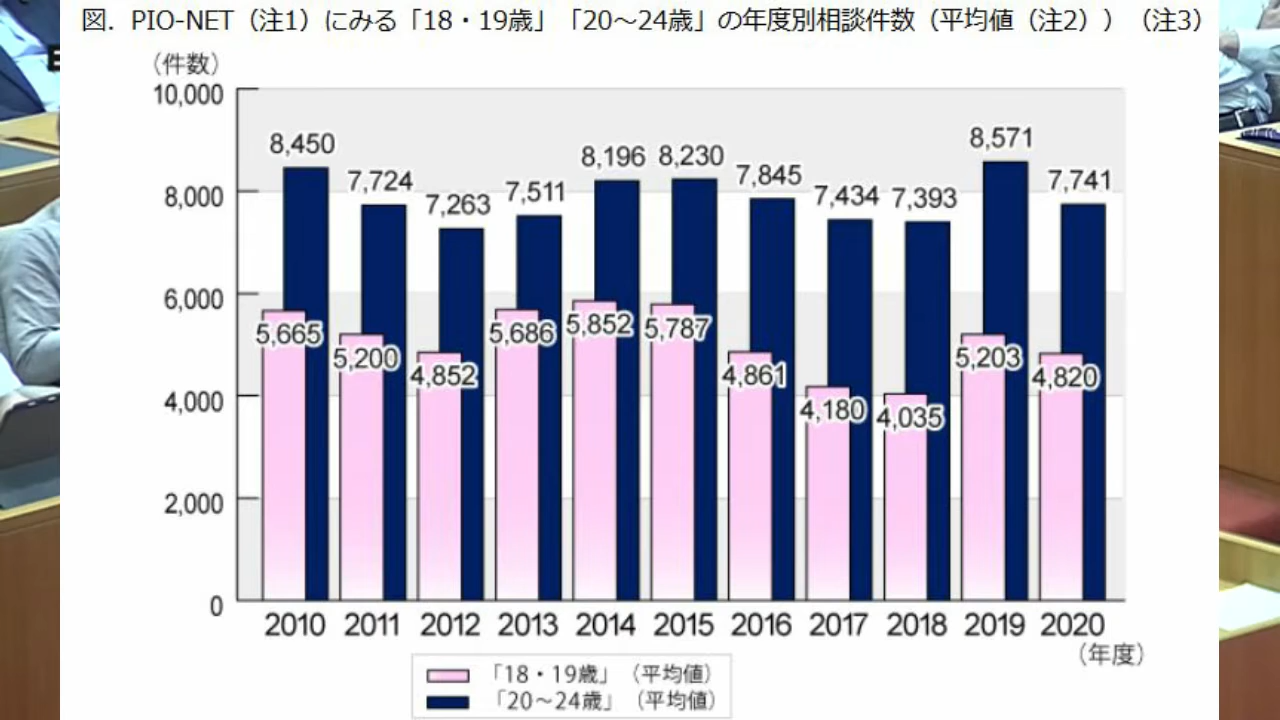 図．PIO-NET（注1）にみる「18・19歳」「20～24歳」の年度別相談件数（平均値（注2））（注3）
（件数）
10,000
8,000
6,000
4,000
2,000
0
8,450 7,724 7,263 7,511 8,196 8,230 7,845 7,434 7,393 8,571 7,741
5,665 5,200 4,852 5,686 5,852 5,787 4,861 4,180 4,035 5,203 4,820
2010 2011 2012 2013 2014 2015 2016 2017 2018 2019 2020
（年度）
「18・19歳」（平均値）
「20～24歳」（平均値）